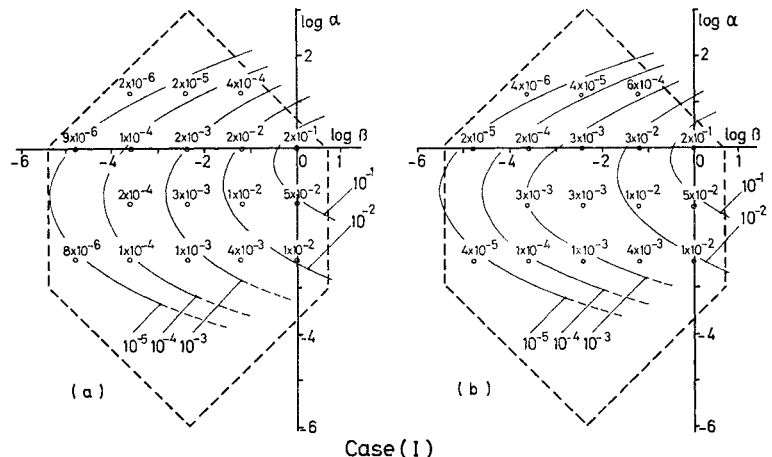 log α
2
2x10⁻⁶ 2x10⁻⁵ 4x10⁻⁴
9x10⁻⁶ 1x10⁻⁴ 2x10⁻³ 2x10⁻² 2x10⁻¹ log β
-6 -4 -2 0 1
2x10⁻⁴ 3x10⁻³ 1x10⁻² 5x10⁻² 10⁻¹
10⁻²
8x10⁻⁶ 1x10⁻⁴ 1x10⁻³ 4x10⁻³ 1x10⁻²
10⁻⁵ 10⁻⁴ 10⁻³
-4
(a)
-6
log α
2
4x10⁻⁶ 4x10⁻⁵ 6x10⁻⁴
2x10⁻⁵ 2x10⁻⁴ 3x10⁻³ 3x10⁻² 2x10⁻¹ log β
-6 -4 -2 0 1
3x10⁻³ 3x10⁻³ 1x10⁻² 5x10⁻² 10⁻¹
10⁻²
4x10⁻⁵ 1x10⁻⁴ 1x10⁻³ 4x10⁻³ 1x10⁻²
10⁻⁵ 10⁻⁴ 10⁻³
-4
(b)
-6
Case(I)